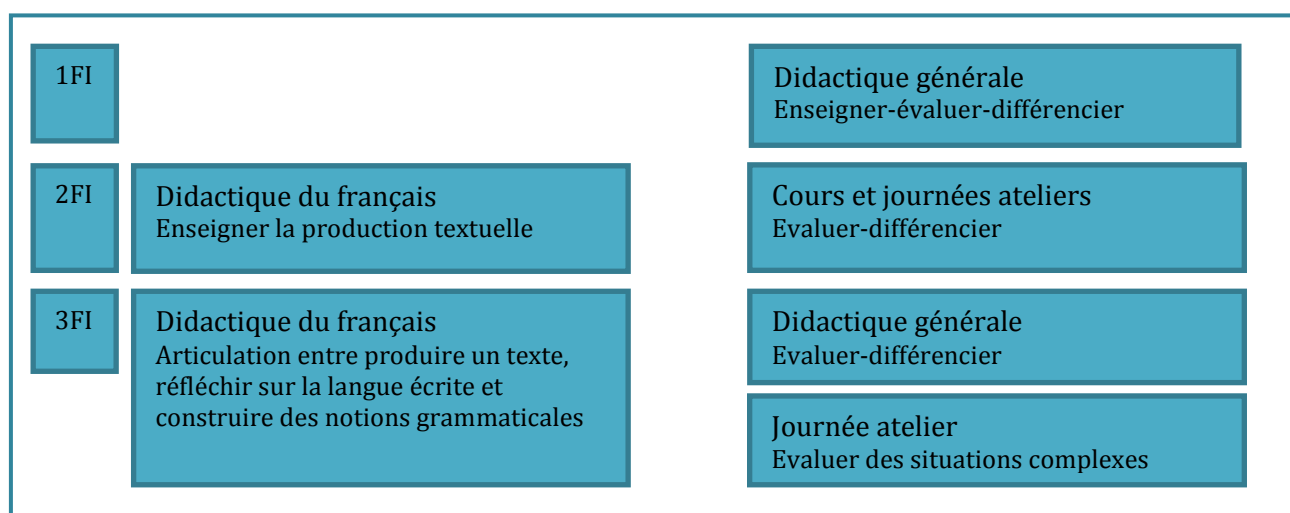 1FI
Didactique générale
Enseigner-évaluer-différencier
2FI
Didactique du français
Enseigner la production textuelle
Cours et journées ateliers
Evaluer-différencier
3FI
Didactique du français
Articulation entre produire un texte,
réfléchir sur la langue écrite et
construire des notions grammaticales
Didactique générale
Evaluer-différencier
Journée atelier
Evaluer des situations complexes